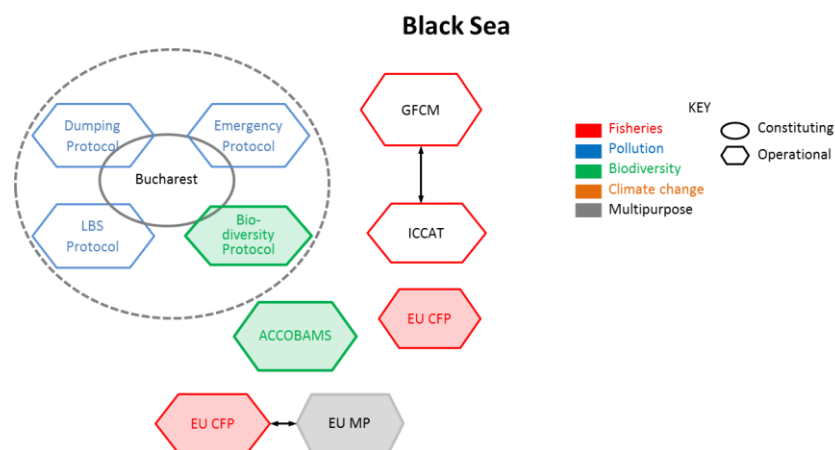 Black Sea
Dumping
Protocol
Emergency
Protocol
Bucharest
LBS
Protocol
Bio-
diversity
Protocol
GFCM
ICCAT
EU CFP
ACCOBAMS
EU CFP
EU MP
KEY
Fisheries
Pollution
Biodiversity
Climate change
Multipurpose
Constituting
Operational